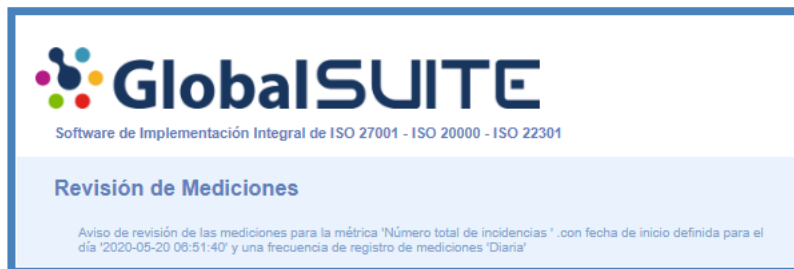 GlobalSUITE
Software de Implementación Integral de ISO 27001 - ISO 20000 - ISO 22301
Revisión de Mediciones
Aviso de revisión de las mediciones para la métrica 'Número total de incidencias ' .con fecha de inicio definida para el
día '2020-05-20 06:51:40' y una frecuencia de registro de mediciones 'Diaria'